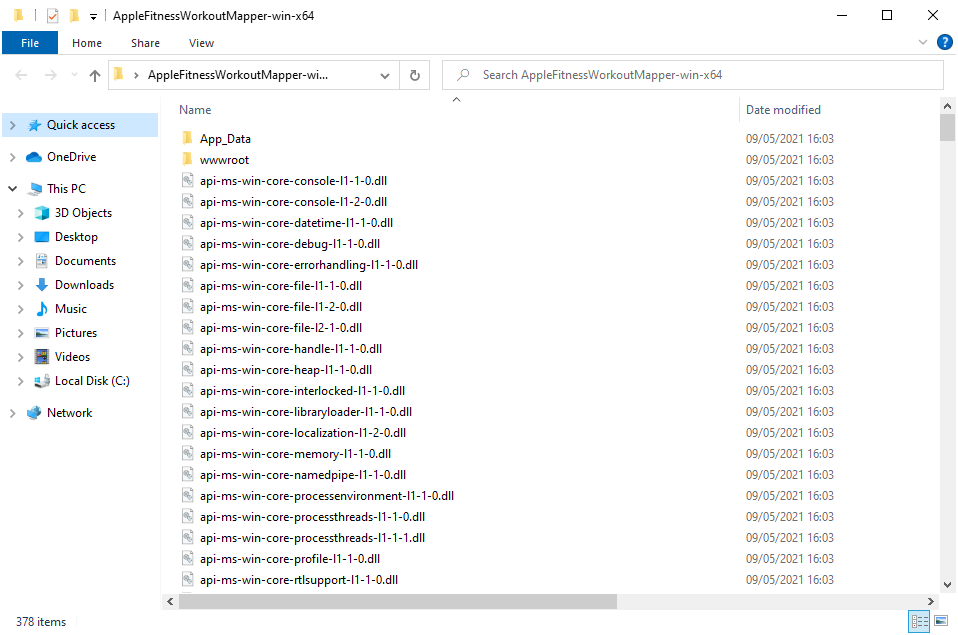 AppleFitnessWorkoutMapper-win-x64
File Home Share View
AppleFitnessWorkoutMapper-wi... Search AppleFitnessWorkoutMapper-win-x64
Name Date modified
Quick access
OneDrive
This PC
3D Objects
Desktop
Documents
Downloads
Music
Pictures
Videos
Local Disk (C:)
Network
App_Data 09/05/2021 16:03
wwwroot 09/05/2021 16:03
api-ms-win-core-console-l1-1-0.dll 09/05/2021 16:03
api-ms-win-core-console-l1-2-0.dll 09/05/2021 16:03
api-ms-win-core-datetime-l1-1-0.dll 09/05/2021 16:03
api-ms-win-core-debug-l1-1-0.dll 09/05/2021 16:03
api-ms-win-core-errorhandling-l1-1-0.dll 09/05/2021 16:03
api-ms-win-core-file-l1-1-0.dll 09/05/2021 16:03
api-ms-win-core-file-l1-2-0.dll 09/05/2021 16:03
api-ms-win-core-file-l2-1-0.dll 09/05/2021 16:03
api-ms-win-core-handle-l1-1-0.dll 09/05/2021 16:03
api-ms-win-core-heap-l1-1-0.dll 09/05/2021 16:03
api-ms-win-core-interlocked-l1-1-0.dll 09/05/2021 16:03
api-ms-win-core-libraryloader-l1-1-0.dll 09/05/2021 16:03
api-ms-win-core-localization-l1-2-0.dll 09/05/2021 16:03
api-ms-win-core-memory-l1-1-0.dll 09/05/2021 16:03
api-ms-win-core-namedpipe-l1-1-0.dll 09/05/2021 16:03
api-ms-win-core-processenvironment-l1-1-0.dll 09/05/2021 16:03
api-ms-win-core-processthreads-l1-1-0.dll 09/05/2021 16:03
api-ms-win-core-processthreads-l1-1-1.dll 09/05/2021 16:03
api-ms-win-core-profile-l1-1-0.dll 09/05/2021 16:03
api-ms-win-core-rtlsupport-l1-1-0.dll 09/05/2021 16:03
378 items